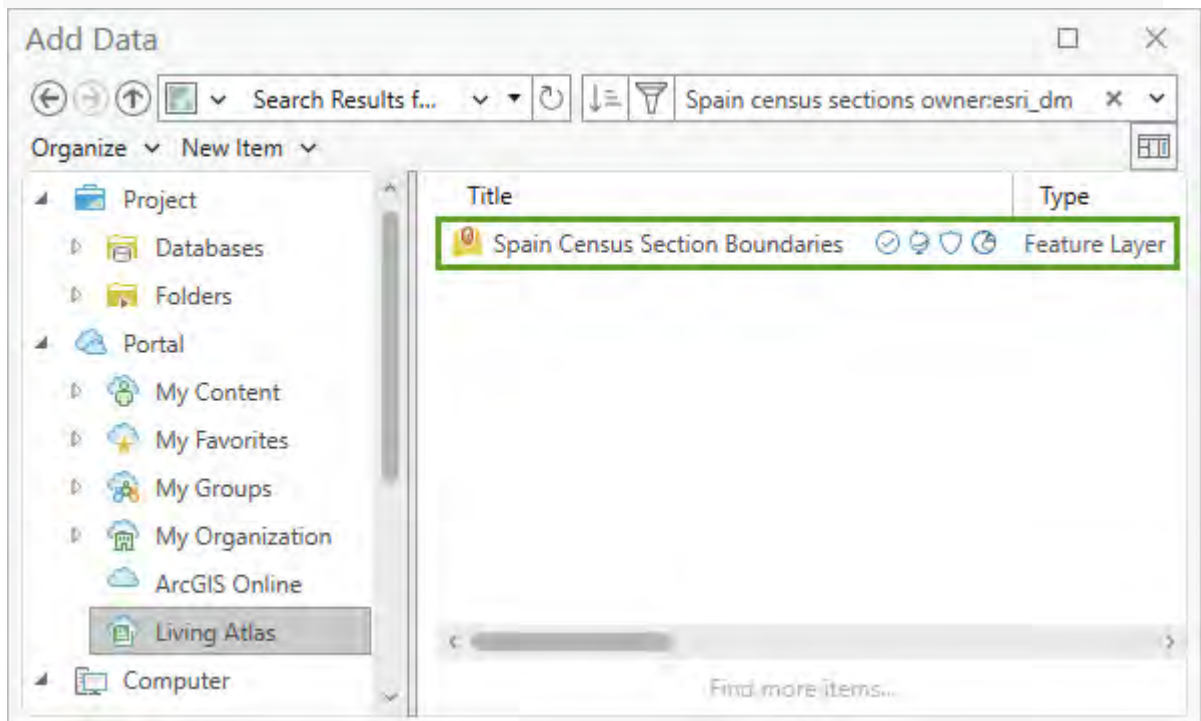 Add Data
Search Results f...
Spain census sections owner:esri_dm
Organize
New Item
Project
Databases
Folders
Portal
My Content
My Favorites
My Groups
My Organization
ArcGIS Online
Living Atlas
Computer
Title
Type
Spain Census Section Boundaries
Feature Layer
Find more items...